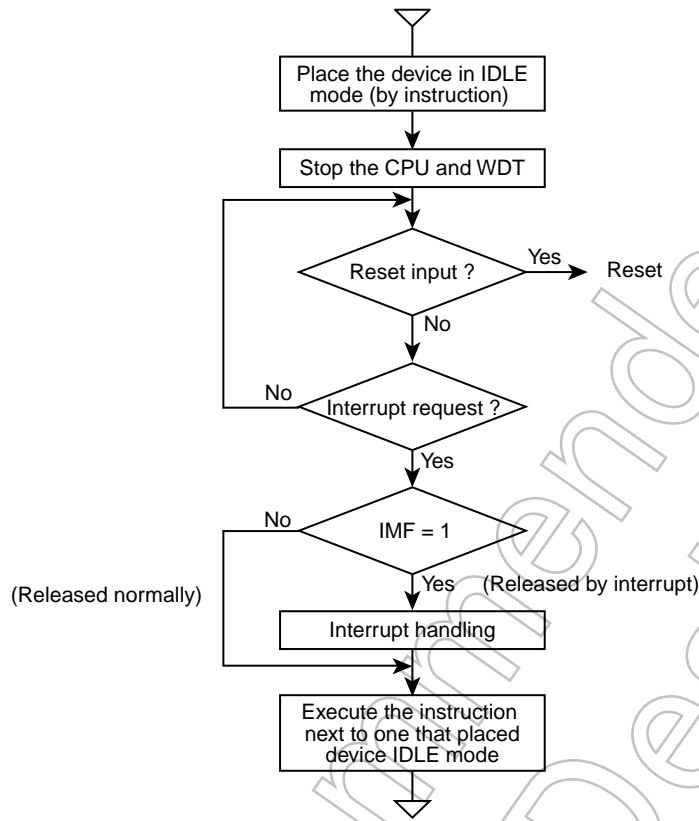 Place the device in IDLE
mode (by instruction)
Stop the CPU and WDT
Reset input ?
Yes
Reset
No
No
Interrupt request ?
Yes
No
IMF = 1
(Released normally)
Yes
(Released by interrupt)
Interrupt handling
Execute the instruction
next to one that placed
device IDLE mode